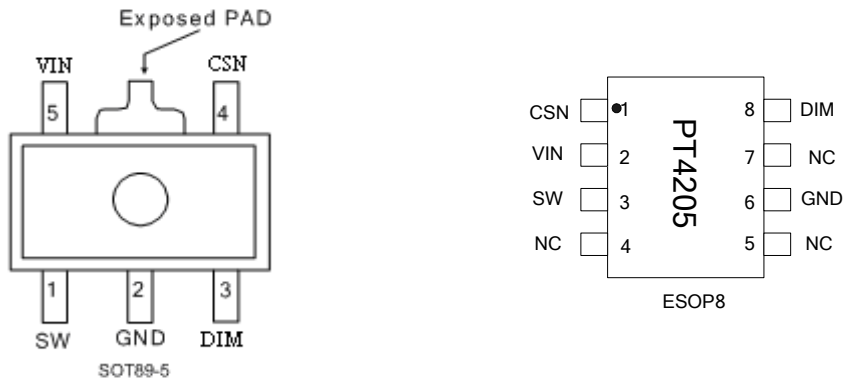 Exposed PAD
VIN
CSN
5
4
1
2
3
SW
GND
DIM
SOT89-5
CSN
1
8
DIM
VIN
2
7
NC
SW
3
6
GND
NC
4
5
NC
PT4205
ESOP8